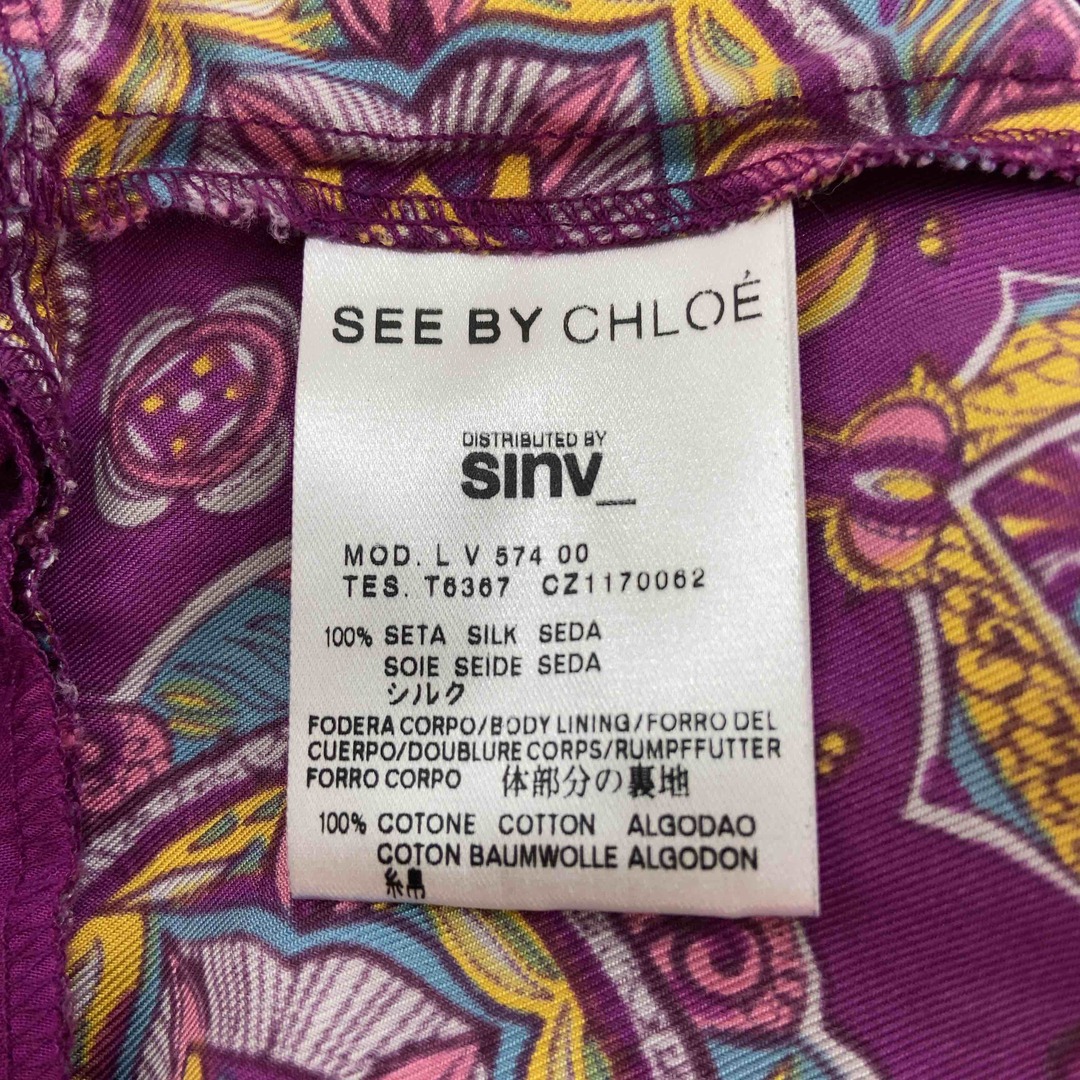 SEE BY CHLOÉ
DISTRIBUTED BY
sinv_
MOD. L V 574 00
TES. T6367 CZ1170062
100% SETA SILK SEDA
SOIE SEIDE SEDA
シルク
FODERA CORPO/BODY LINING/FORRO DEL
CUERPO/DOUBLURE CORPS/RUMPFFUTTER
FORRO CORPO 体部分の裏地
100% COTONE COTTON ALGODAO
COTON BAUMWOLLE ALGODON
綿